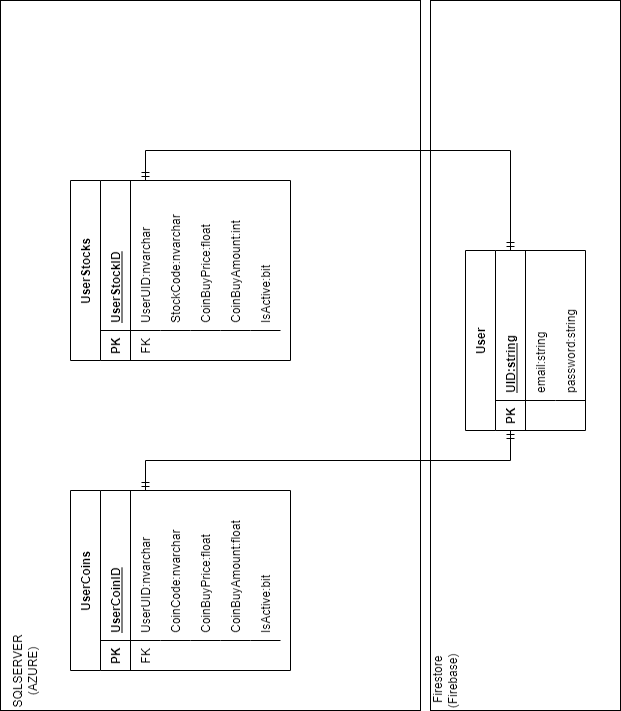 SQLSERVER
(AZURE)
UserCoins
PK UserCoinID
FK UserUID:nvarchar
CoinCode:nvarchar
CoinBuyPrice:float
CoinBuyAmount:float
IsActive:bit
UserStocks
PK UserStockID
FK UserUID:nvarchar
StockCode:nvarchar
CoinBuyPrice:float
CoinBuyAmount:int
IsActive:bit
Firestore
(Firebase)
User
PK UID:string
email:string
password:string